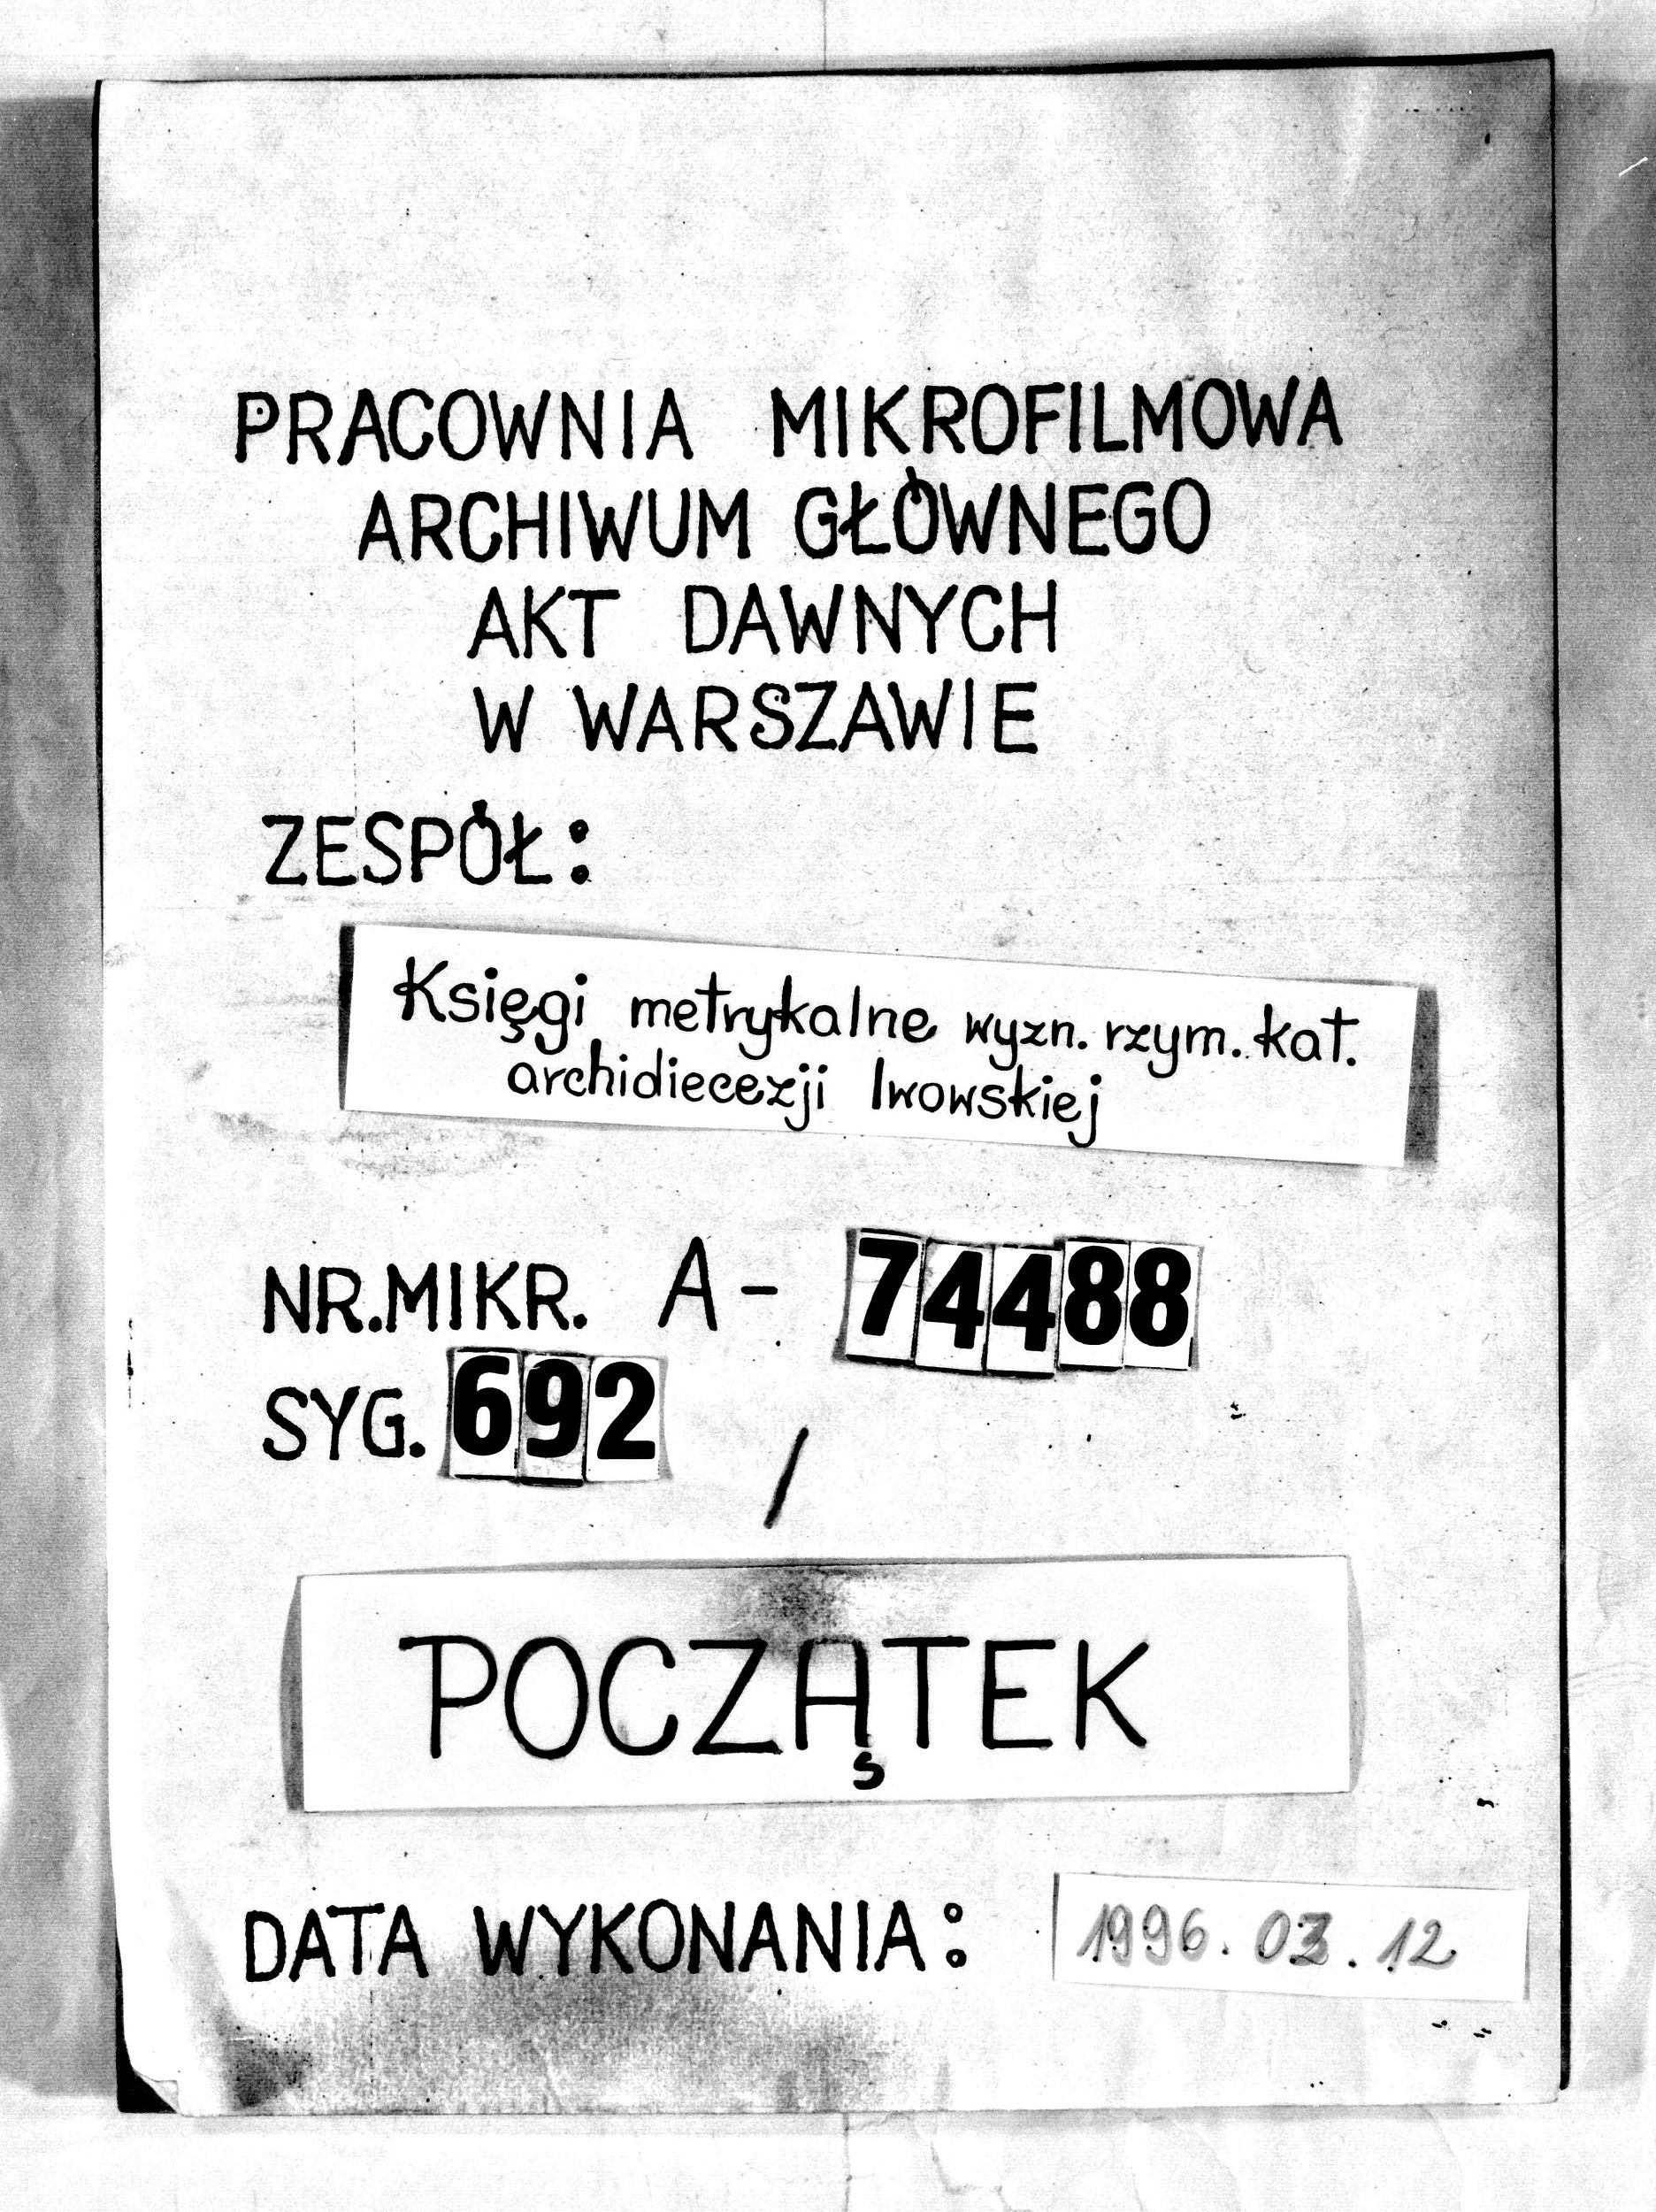 PRACOWNIA MIKROFILMOWA
ARCHIWUM GŁÓWNEGO
AKT DAWNYCH
W WARSZAWIE
ZESPÓŁ:
Księgi metrykalne wyzn. rzym. kat.
archidiecezji lwowskiej
NR.MIKR. A- 74488
SYG. 692 /
POCZĄTEK
DATA WYKONANIA: 1996.03.12